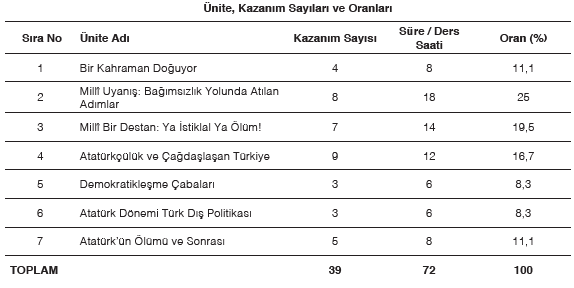 Ünite, Kazanım Sayıları ve Oranları
Sıra No Ünite Adı Kazanım Sayısı Süre / Ders Saati Oran (%)
1 Bir Kahraman Doğuyor 4 8 11,1
2 Millî Uyanış: Bağımsızlık Yolunda Atılan Adımlar 8 18 25
3 Millî Bir Destan: Ya İstiklal Ya Ölüm! 7 14 19,5
4 Atatürkçülük ve Çağdaşlaşan Türkiye 9 12 16,7
5 Demokratikleşme Çabaları 3 6 8,3
6 Atatürk Dönemi Türk Dış Politikası 3 6 8,3
7 Atatürk'ün Ölümü ve Sonrası 5 8 11,1
TOPLAM 39 72 100